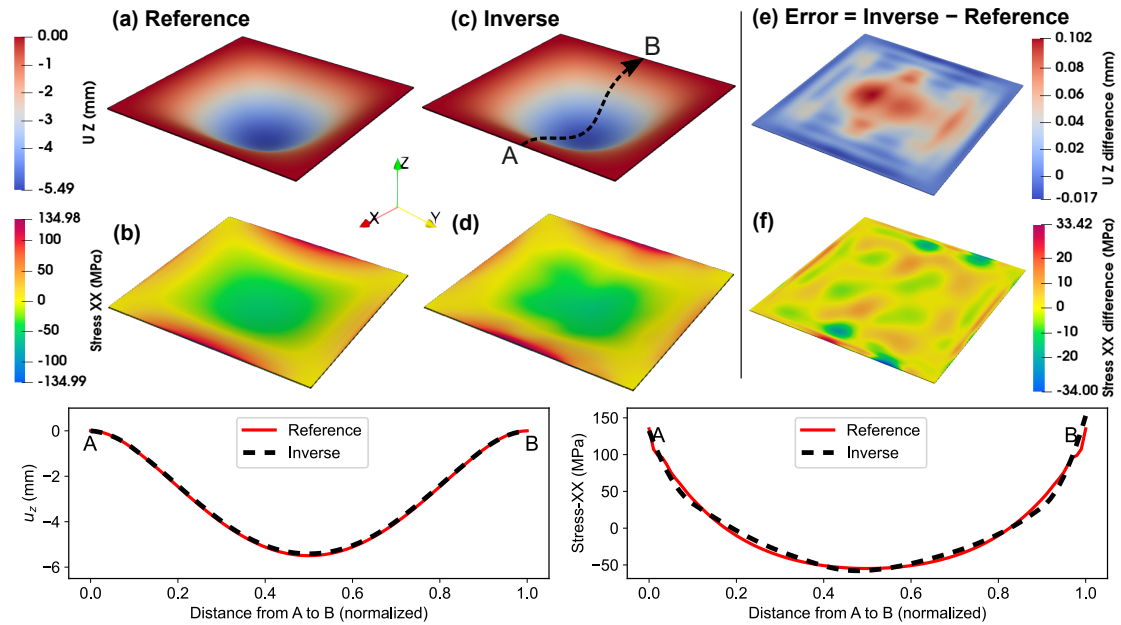 (a) Reference
(c) Inverse
(e) Error = Inverse − Reference
0.00
-1
-2
-3
-4
-5.49
U Z (mm)
A
B
0.102
0.08
0.06
0.04
0.02
0
-0.017
U Z difference (mm)
Z
X
Y
134.98
100
50
0
-50
-100
-134.99
Stress XX (MPa)
(b)
(d)
(f)
33.42
20
10
0
-10
-20
-34.00
Stress XX difference (MPa)
0
−2
−4
−6
u_z (mm)
A
B
Reference
Inverse
0.0 0.2 0.4 0.6 0.8 1.0
Distance from A to B (normalized)
150
100
50
0
−50
Stress-XX (MPa)
A
B
Reference
Inverse
0.0 0.2 0.4 0.6 0.8 1.0
Distance from A to B (normalized)